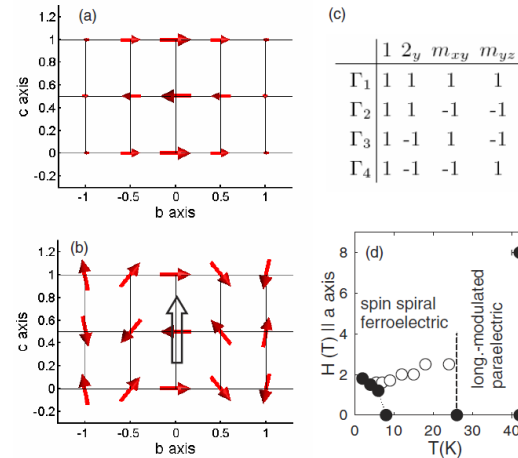 (a)
c axis
1.2
1
0.8
0.6
0.4
0.2
0
-0.2
-1 -0.5 0 0.5 1
b axis
(b)
c axis
1.2
1
0.8
0.6
0.4
0.2
0
-0.2
-1 -0.5 0 0.5 1
b axis
(c)
1 2y mxy myz
Γ1 1 1 1 1
Γ2 1 1 -1 -1
Γ3 1 -1 1 -1
Γ4 1 -1 -1 1
(d)
H (T) || a axis
8
6
4
2
0
spin spiral
ferroelectric
long.-modulated
paraelectric
0 10 20 30 40
T(K)